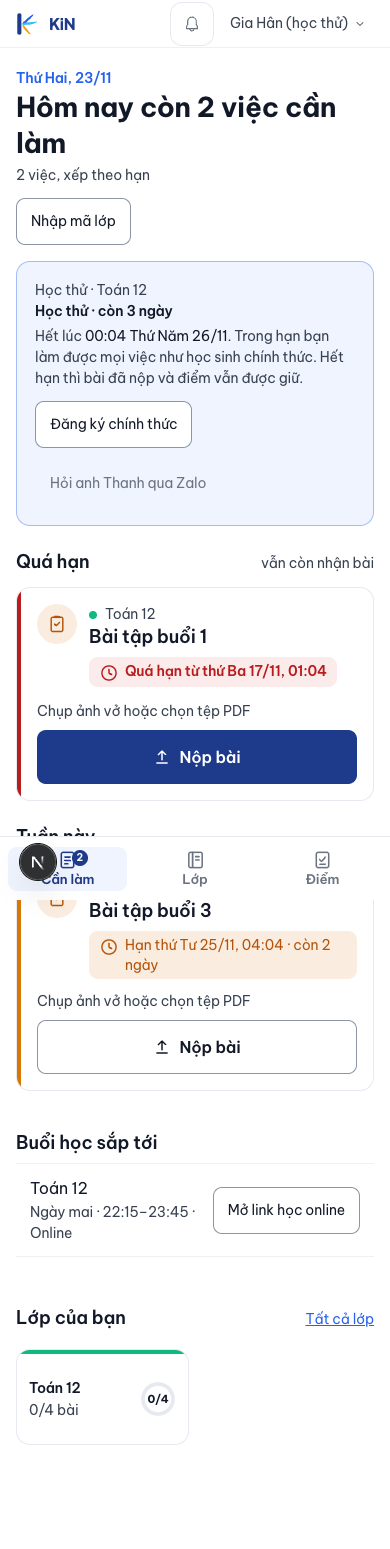 KiN
Gia Hân (học thử)
Thứ Hai, 23/11
Hôm nay còn 2 việc cần
làm
2 việc, xếp theo hạn
Nhập mã lớp
Học thử · Toán 12
Học thử · còn 3 ngày
Hết lúc 00:04 Thứ Năm 26/11. Trong hạn bạn
làm được mọi việc như học sinh chính thức. Hết
hạn thì bài đã nộp và điểm vẫn được giữ.
Đăng ký chính thức
Hỏi anh Thanh qua Zalo
Quá hạn
vẫn còn nhận bài
Toán 12
Bài tập buổi 1
Quá hạn từ thứ Ba 17/11, 01:04
Chụp ảnh vở hoặc chọn tệp PDF
Nộp bài
Tuần này
N
2
Cần làm
Lớp
Điểm
Bài tập buổi 3
Hạn thứ Tư 25/11, 04:04 · còn 2
ngày
Chụp ảnh vở hoặc chọn tệp PDF
Nộp bài
Buổi học sắp tới
Toán 12
Ngày mai · 22:15–23:45 ·
Online
Mở link học online
Lớp của bạn
Tất cả lớp
Toán 12
0/4 bài
0/4